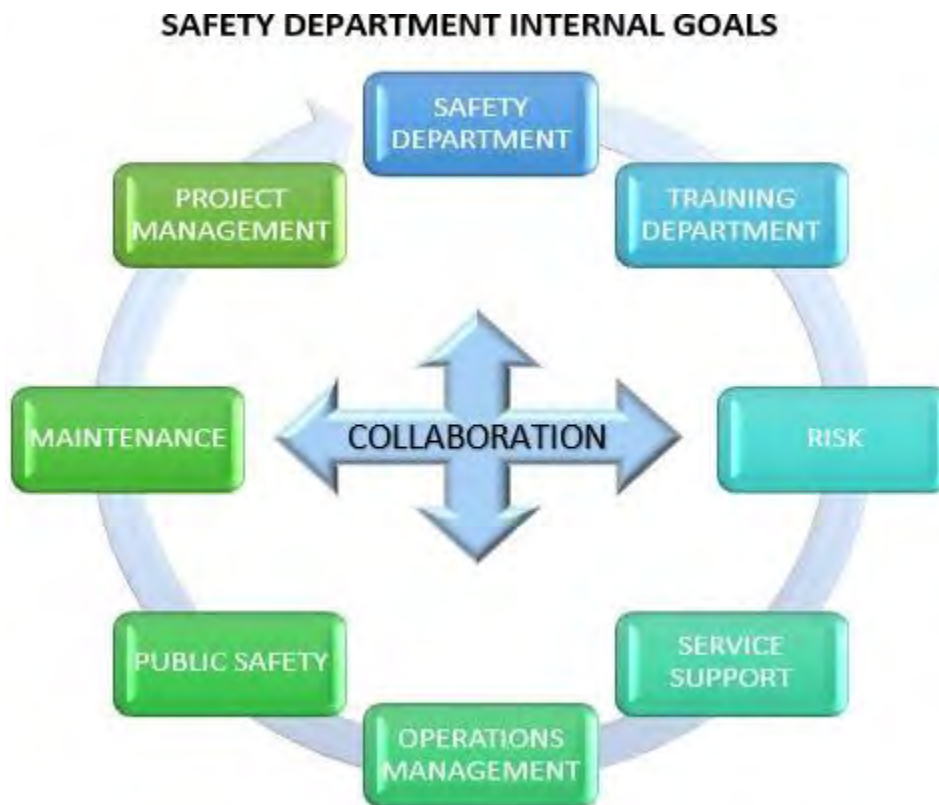 SAFETY DEPARTMENT INTERNAL GOALS
SAFETY
DEPARTMENT
TRAINING
DEPARTMENT
RISK
SERVICE
SUPPORT
OPERATIONS
MANAGEMENT
PUBLIC SAFETY
MAINTENANCE
PROJECT
MANAGEMENT
COLLABORATION